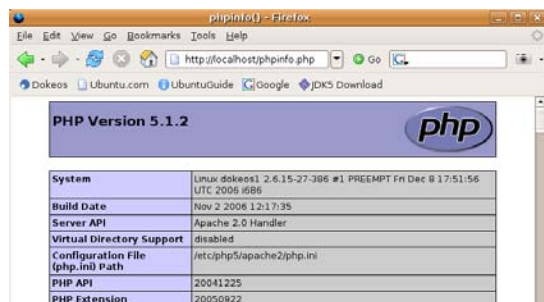 phpinfo() - Firefox
File Edit View Go Bookmarks Tools Help
http://localhost/phpinfo.php Go G
Dokeos Ubuntu.com UbuntuGuide Google JDK5 Download
PHP Version 5.1.2
php
System Linux dokeos1 2.6.15-27-386 #1 PREEMPT Fri Dec 8 17:51:56
UTC 2006 i686
Build Date Nov 2 2006 12:17:35
Server API Apache 2.0 Handler
Virtual Directory Support disabled
Configuration File /etc/php5/apache2/php.ini
(php.ini) Path
PHP API 20041225
PHP Extension 20050922